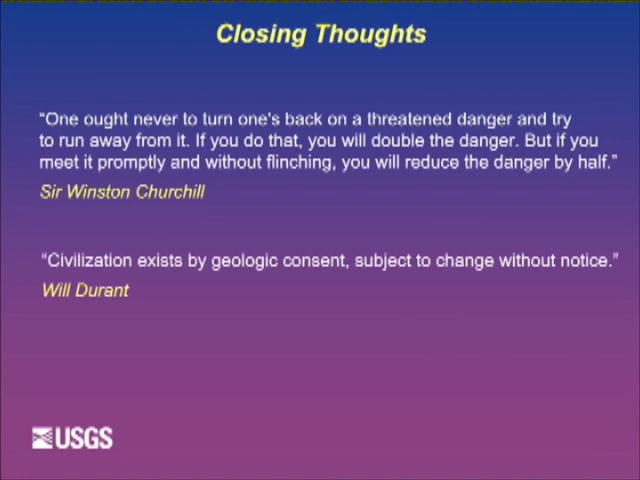 Closing Thoughts
“One ought never to turn one's back on a threatened danger and try
to run away from it. If you do that, you will double the danger. But if you
meet it promptly and without flinching, you will reduce the danger by half.”
Sir Winston Churchill
“Civilization exists by geologic consent, subject to change without notice.”
Will Durant
USGS